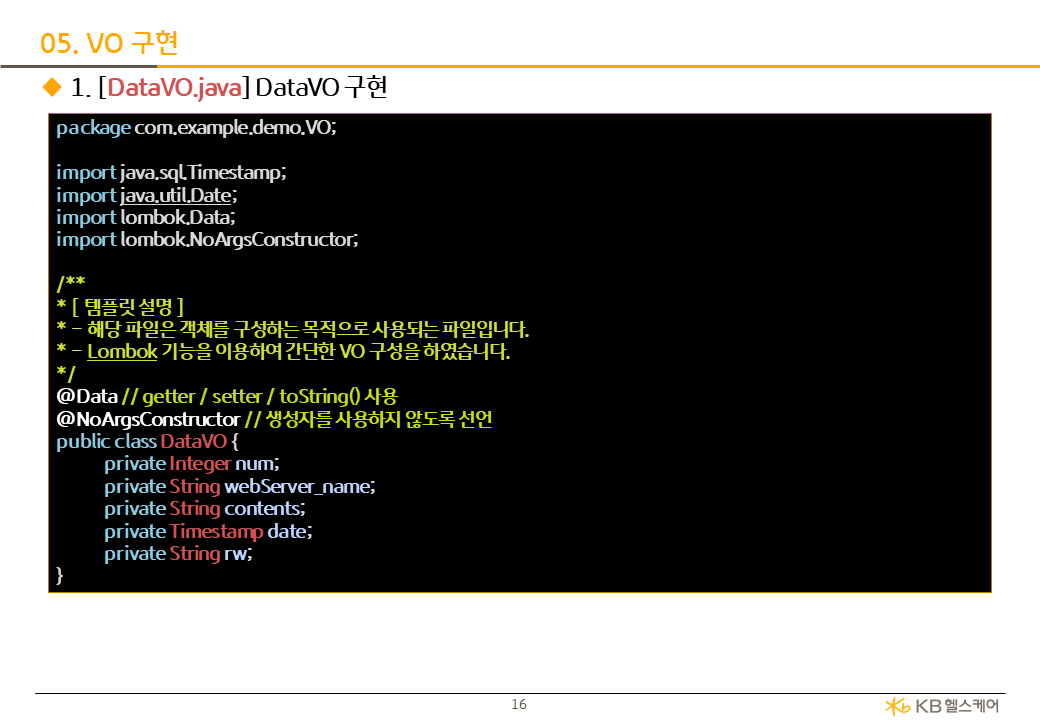 05. VO 구현
◆ 1. [DataVO.java] DataVO 구현
package com.example.demo.VO;
import java.sql.Timestamp;
import java.util.Date;
import lombok.Data;
import lombok.NoArgsConstructor;
/**
* [ 템플릿 설명 ]
* - 해당 파일은 객체를 구성하는 목적으로 사용되는 파일입니다.
* - Lombok 기능을 이용하여 간단한 VO 구성을 하였습니다.
*/
@Data // getter / setter / toString() 사용
@NoArgsConstructor // 생성자를 사용하지 않도록 선언
public class DataVO {
private Integer num;
private String webServer_name;
private String contents;
private Timestamp date;
private String rw;
}
16
KB 헬스케어